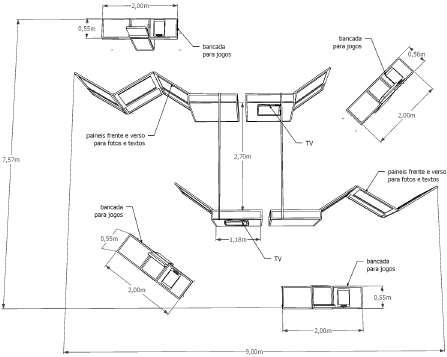 2,00m
0,55m
bancada
para jogos
bancada
para jogos
0,56m
2,00m
paineis frente e verso
para fotos e textos
TV
7,57m
2,70m
paineis frente e verso
para fotos e textos
bancada
para jogos
0,55m
1,18m
TV
2,00m
bancada
para jogos
0,55m
2,00m
9,00m